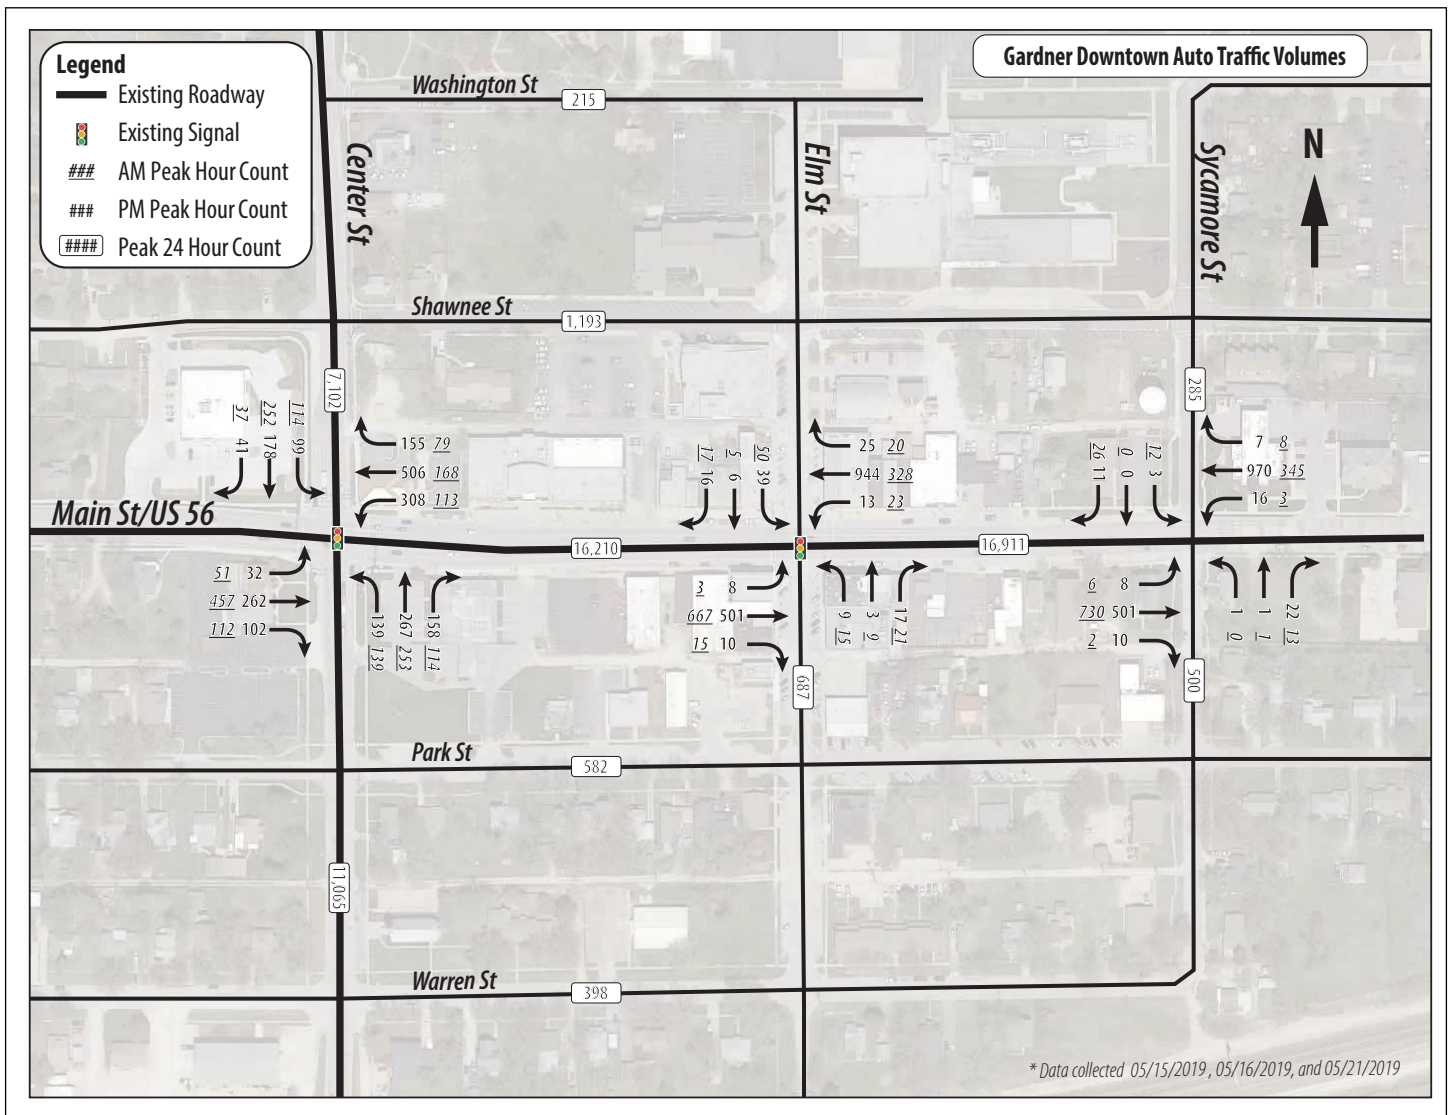 Gardner Downtown Auto Traffic Volumes
Legend
Existing Roadway
Existing Signal
### AM Peak Hour Count
### PM Peak Hour Count
#### Peak 24 Hour Count
N
Washington St
215
Center St
Elm St
Sycamore St
Shawnee St
1,193
7,102
285
37 41
252 178
114 99
155 79
506 168
308 113
17 16
5 6
50 39
25 20
944 328
13 23
26 11
0 0
12 3
7 8
970 345
16 3
Main St/US 56
16,210
16,911
51 32
457 262
112 102
139 139
267 253
158 114
3 8
667 501
15 10
9 15
3 9
17 21
6 8
730 501
2 10
1 0
1 1
22 13
687
500
Park St
582
11,065
Warren St
398
* Data collected 05/15/2019 , 05/16/2019, and 05/21/2019